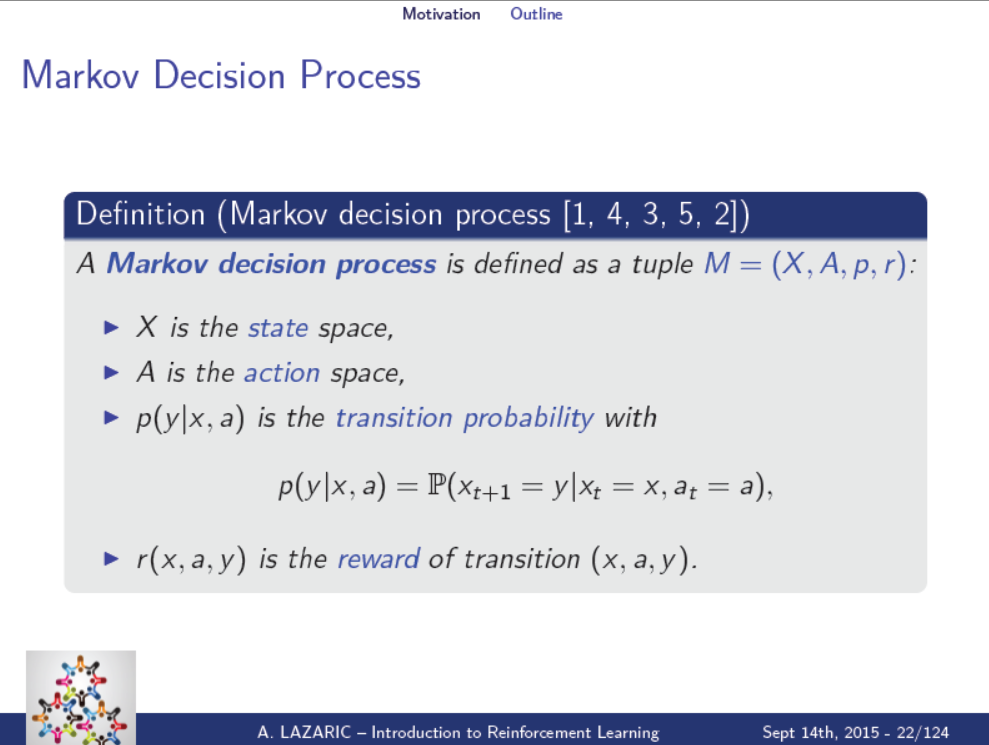 Motivation Outline
Markov Decision Process
Definition (Markov decision process [1, 4, 3, 5, 2])
A Markov decision process is defined as a tuple M = (X, A, p, r):
▶ X is the state space,
▶ A is the action space,
▶ p(y|x, a) is the transition probability with
p(y|x, a) = ℙ(x_{t+1} = y|x_t = x, a_t = a),
▶ r(x, a, y) is the reward of transition (x, a, y).
A. LAZARIC – Introduction to Reinforcement Learning Sept 14th, 2015 - 22/124